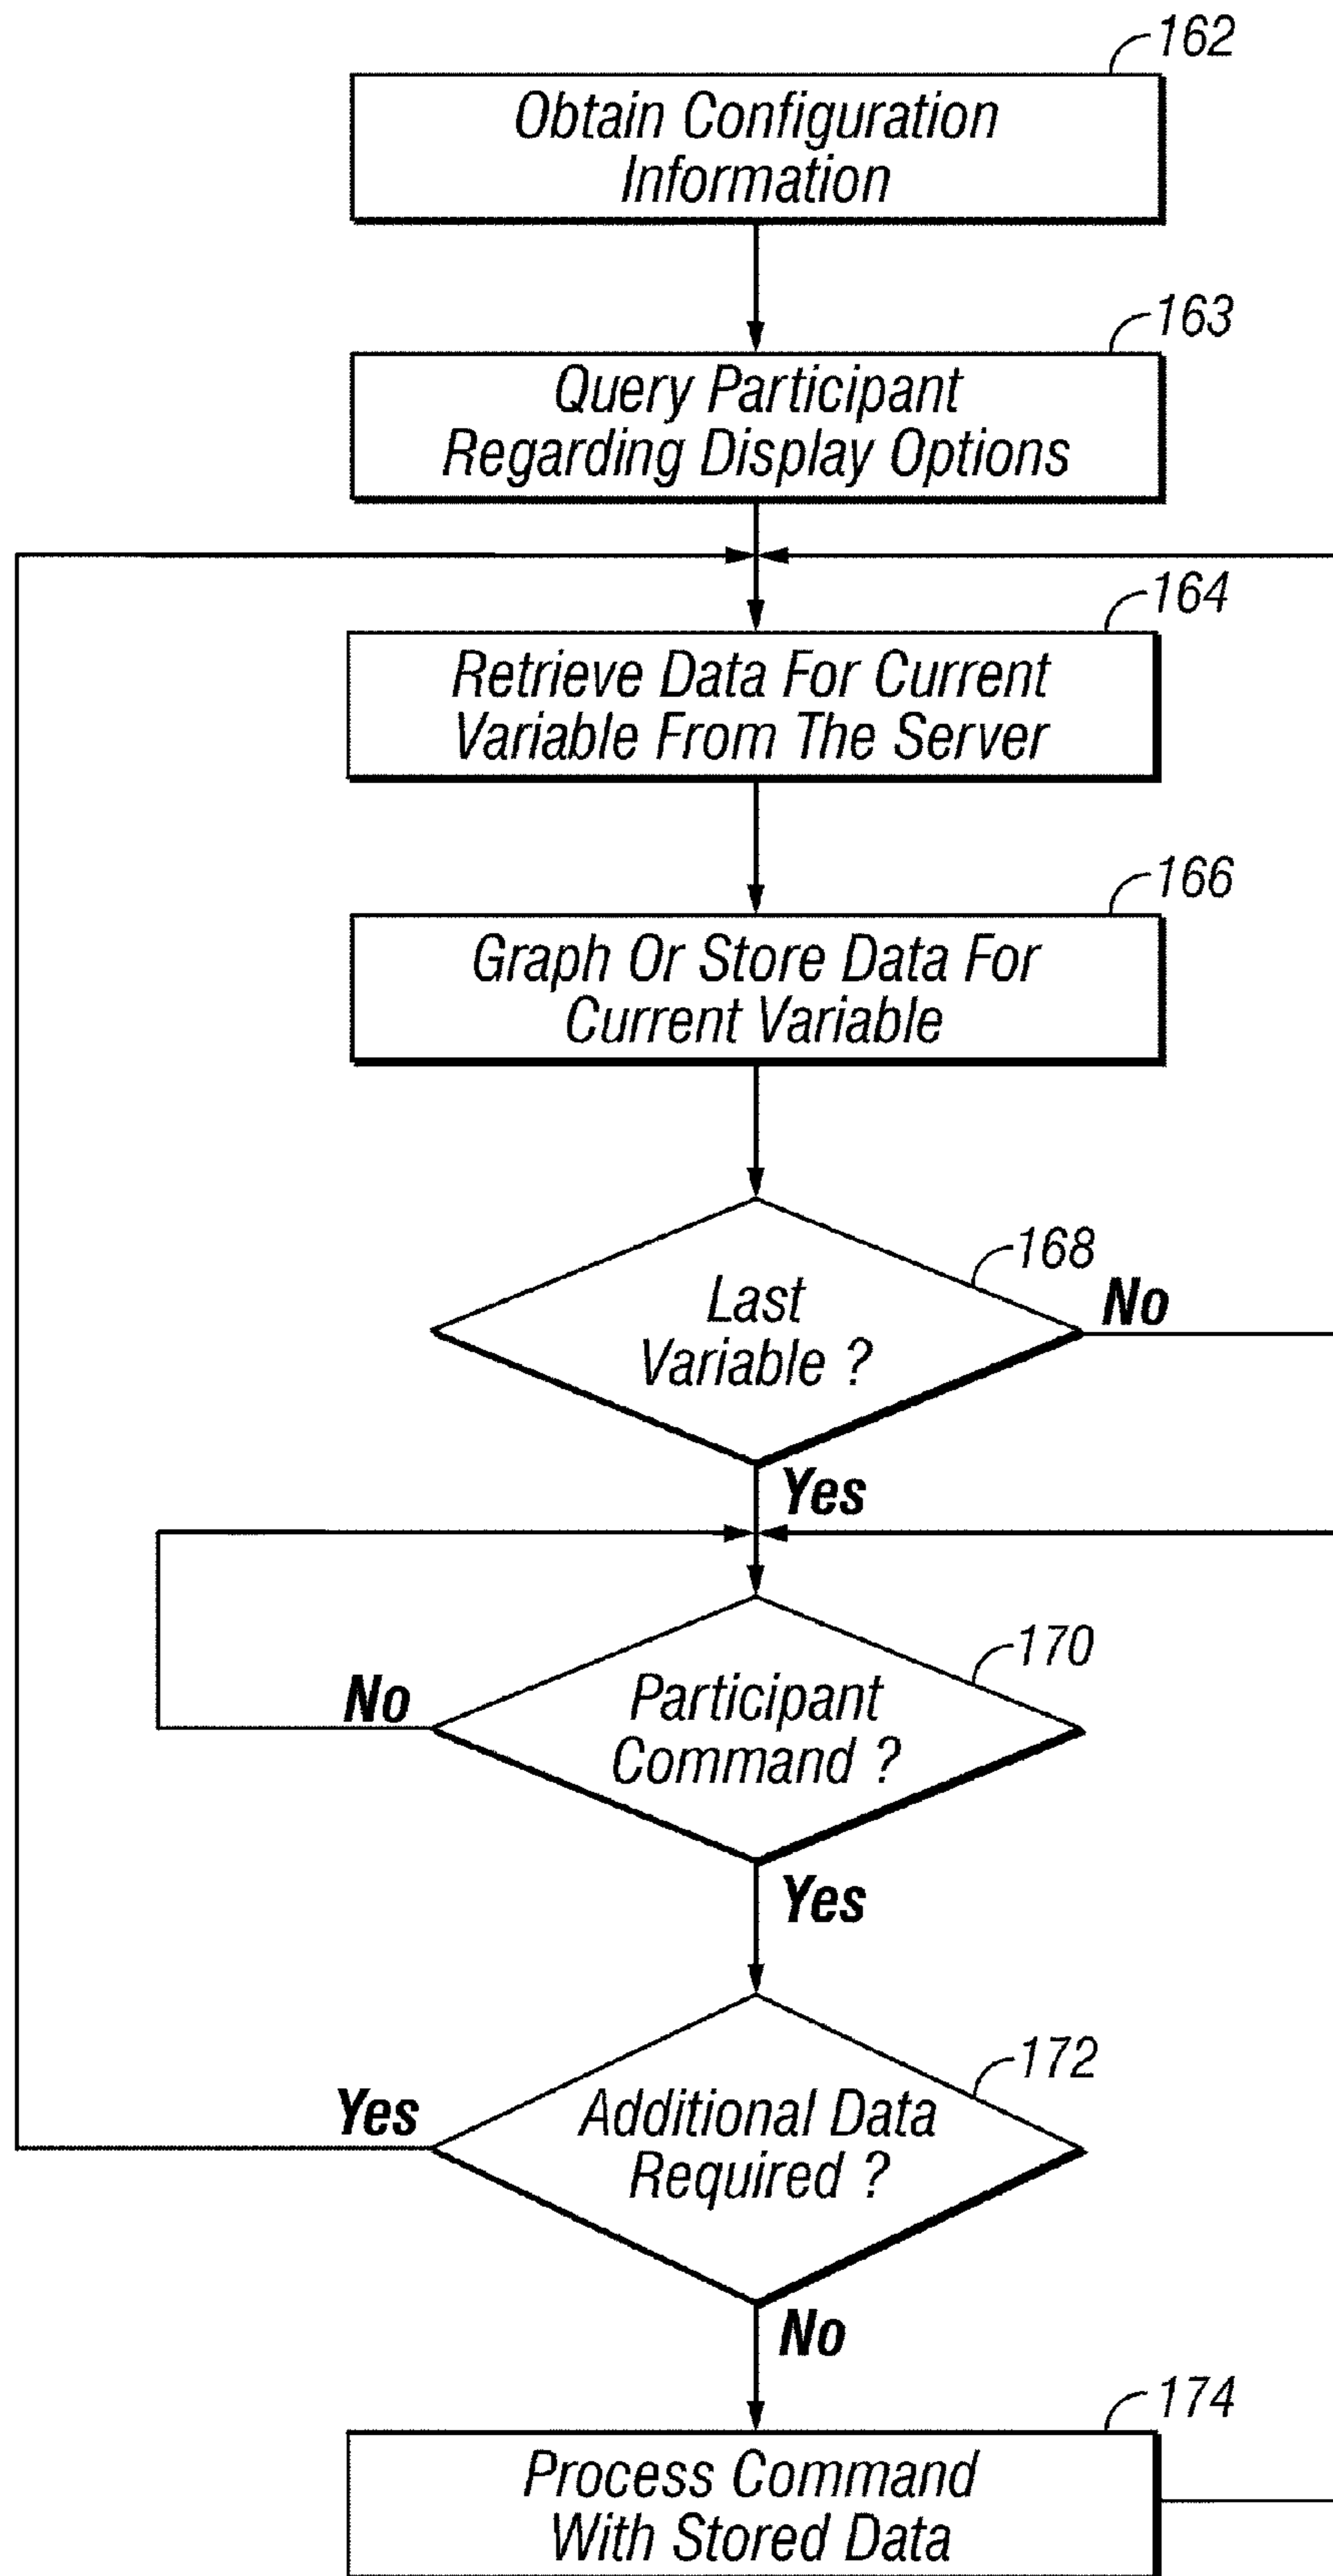 162
Obtain Configuration
Information
163
Query Participant
Regarding Display Options
164
Retrieve Data For Current
Variable From The Server
166
Graph Or Store Data For
Current Variable
168
Last
Variable ?
No
Yes
170
Participant
Command ?
No
Yes
172
Additional Data
Required ?
Yes
No
174
Process Command
With Stored Data